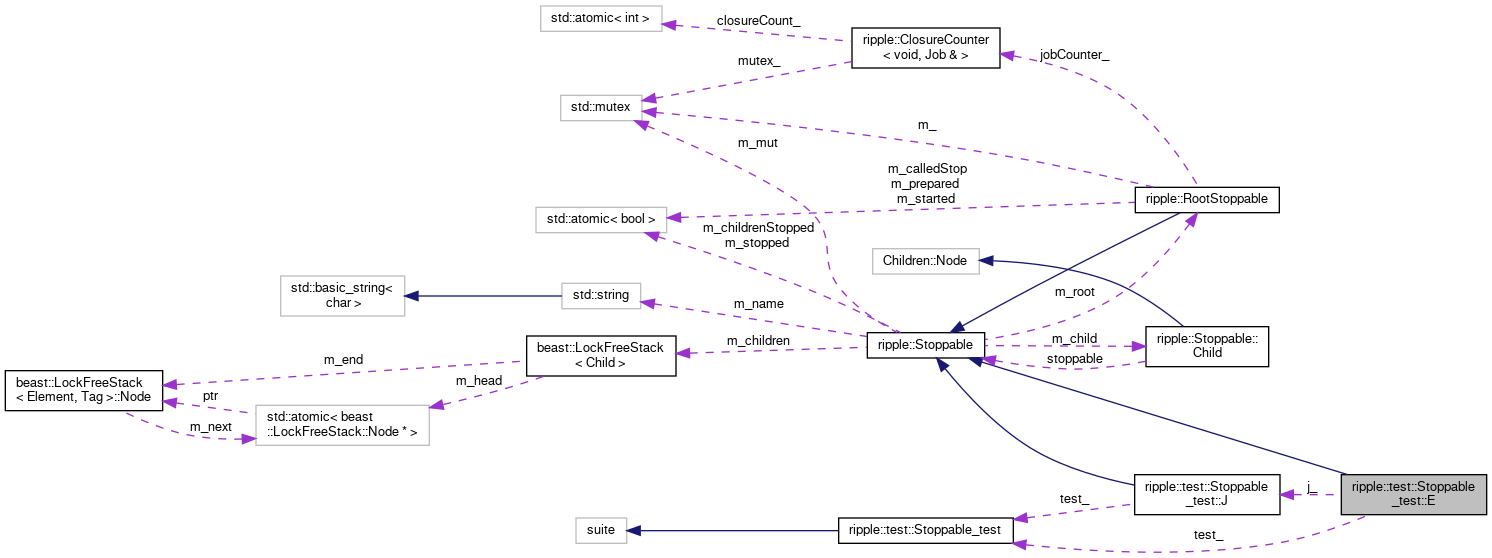 std::atomic< int >
closureCount_
ripple::ClosureCounter
< void, Job & >
jobCounter_
mutex_
std::mutex
m_
m_mut
m_calledStop
m_prepared
m_started
ripple::RootStoppable
std::atomic< bool >
m_childrenStopped
m_stopped
Children::Node
std::basic_string<
char >
std::string
m_name
m_root
ripple::Stoppable
m_child
stoppable
ripple::Stoppable::
Child
beast::LockFreeStack
< Child >
m_children
m_end
m_head
beast::LockFreeStack
< Element, Tag >::Node
ptr
m_next
std::atomic< beast
::LockFreeStack::Node * >
ripple::test::Stoppable
_test::J
j_
ripple::test::Stoppable
_test::E
test_
suite
ripple::test::Stoppable_test
test_